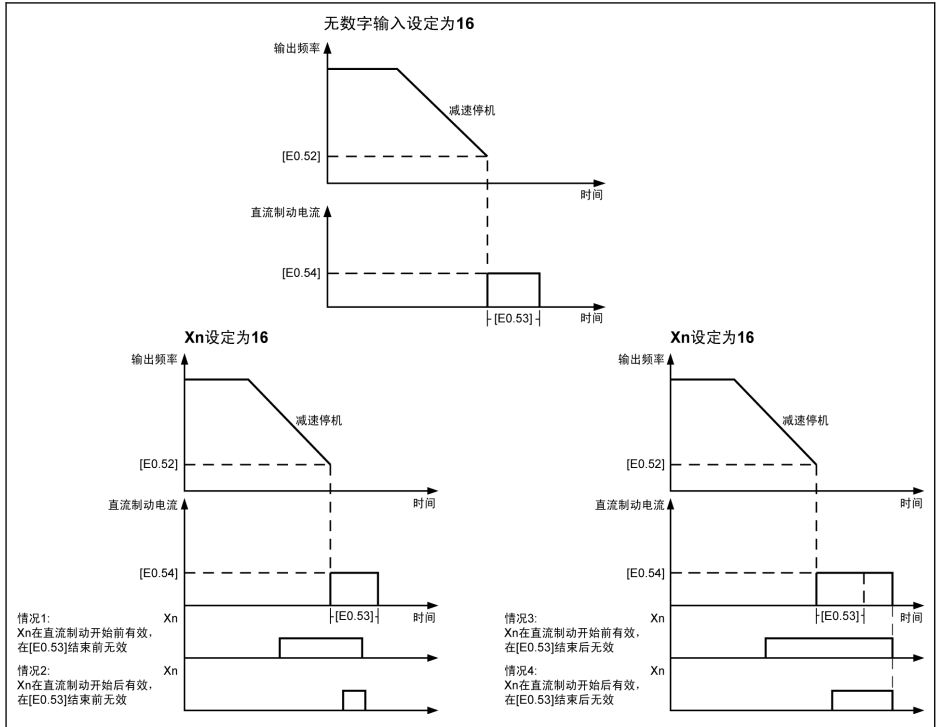 无数字输入设定为16
输出频率
减速停机
[E0.52]
时间
直流制动电流
[E0.54]
[E0.53]
时间
Xn设定为16
输出频率
减速停机
[E0.52]
时间
直流制动电流
[E0.54]
[E0.53]
时间
情况1:
Xn在直流制动开始前有效，
在[E0.53]结束前无效
Xn
情况2:
Xn在直流制动开始后有效，
在[E0.53]结束前无效
Xn
Xn设定为16
输出频率
减速停机
[E0.52]
时间
直流制动电流
[E0.54]
[E0.53]
时间
情况3:
Xn在直流制动开始前有效，
在[E0.53]结束后无效
Xn
情况4:
Xn在直流制动开始后有效，
在[E0.53]结束后无效
Xn